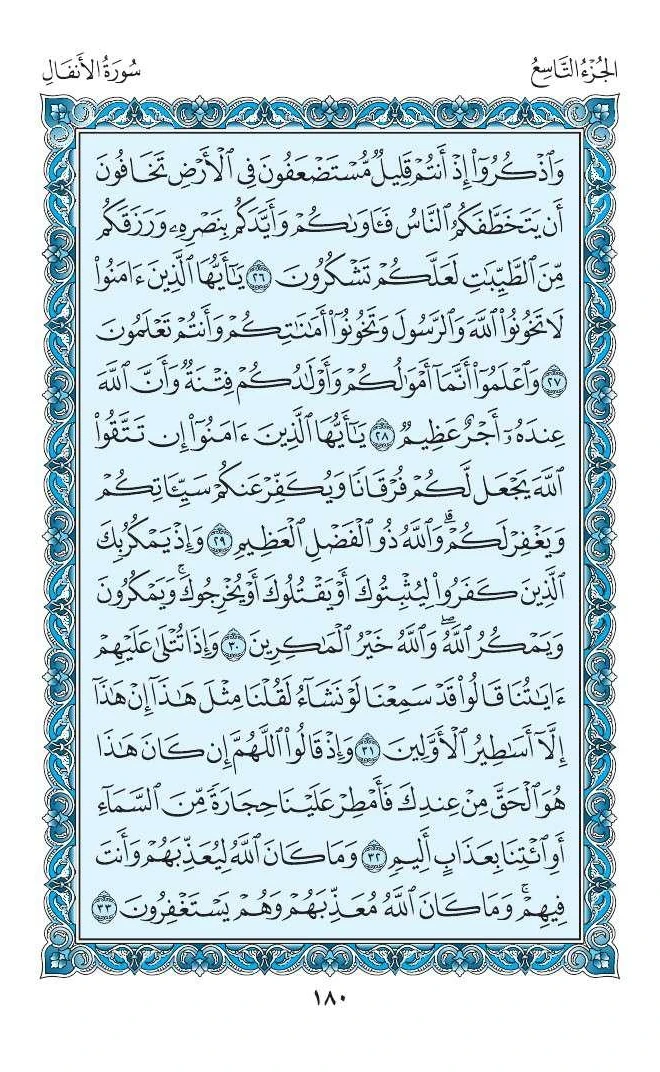 الجُزْءُ التَّاسِعُ
سُورَةُ الأَنفَالِ
وَٱذۡكُرُوٓاْ إِذۡ أَنتُمۡ قَلِيلٞ مُّسۡتَضۡعَفُونَ فِي ٱلۡأَرۡضِ تَخَافُونَ
أَن يَتَخَطَّفَكُمُ ٱلنَّاسُ فَـَٔاوَىٰكُمۡ وَأَيَّدَكُم بِنَصۡرِهِۦ وَرَزَقَكُم
مِّنَ ٱلطَّيِّبَٰتِ لَعَلَّكُمۡ تَشۡكُرُونَ ٢٦ يَٰٓأَيُّهَا ٱلَّذِينَ ءَامَنُواْ
لَا تَخُونُواْ ٱللَّهَ وَٱلرَّسُولَ وَتَخُونُوٓاْ أَمَٰنَٰتِكُمۡ وَأَنتُمۡ تَعۡلَمُونَ
٢٧ وَٱعۡلَمُوٓاْ أَنَّمَآ أَمۡوَٰلُكُمۡ وَأَوۡلَٰدُكُمۡ فِتۡنَةٞ وَأَنَّ ٱللَّهَ
عِندَهُۥٓ أَجۡرٌ عَظِيمٞ ٢٨ يَٰٓأَيُّهَا ٱلَّذِينَ ءَامَنُوٓاْ إِن تَتَّقُواْ
ٱللَّهَ يَجۡعَل لَّكُمۡ فُرۡقَانٗا وَيُكَفِّرۡ عَنكُمۡ سَيِّـَٔاتِكُمۡ
وَيَغۡفِرۡ لَكُمۡۗ وَٱللَّهُ ذُو ٱلۡفَضۡلِ ٱلۡعَظِيمِ ٢٩ وَإِذۡ يَمۡكُرُ بِكَ
ٱلَّذِينَ كَفَرُواْ لِيُثۡبِتُوكَ أَوۡ يَقۡتُلُوكَ أَوۡ يُخۡرِجُوكَۚ وَيَمۡكُرُونَ
وَيَمۡكُرُ ٱللَّهُۖ وَٱللَّهُ خَيۡرُ ٱلۡمَٰكِرِينَ ٣٠ وَإِذَا تُتۡلَىٰ عَلَيۡهِمۡ
ءَايَٰتُنَا قَالُواْ قَدۡ سَمِعۡنَا لَوۡ نَشَآءُ لَقُلۡنَا مِثۡلَ هَٰذَآ إِنۡ هَٰذَآ
إِلَّآ أَسَٰطِيرُ ٱلۡأَوَّلِينَ ٣١ وَإِذۡ قَالُواْ ٱللَّهُمَّ إِن كَانَ هَٰذَا
هُوَ ٱلۡحَقَّ مِنۡ عِندِكَ فَأَمۡطِرۡ عَلَيۡنَا حِجَارَةٗ مِّنَ ٱلسَّمَآءِ
أَوِ ٱئۡتِنَا بِعَذَابٍ أَلِيمٖ ٣٢ وَمَا كَانَ ٱللَّهُ لِيُعَذِّبَهُمۡ وَأَنتَ
فِيهِمۡۚ وَمَا كَانَ ٱللَّهُ مُعَذِّبَهُمۡ وَهُمۡ يَسۡتَغۡفِرُونَ ٣٣
١٨٠